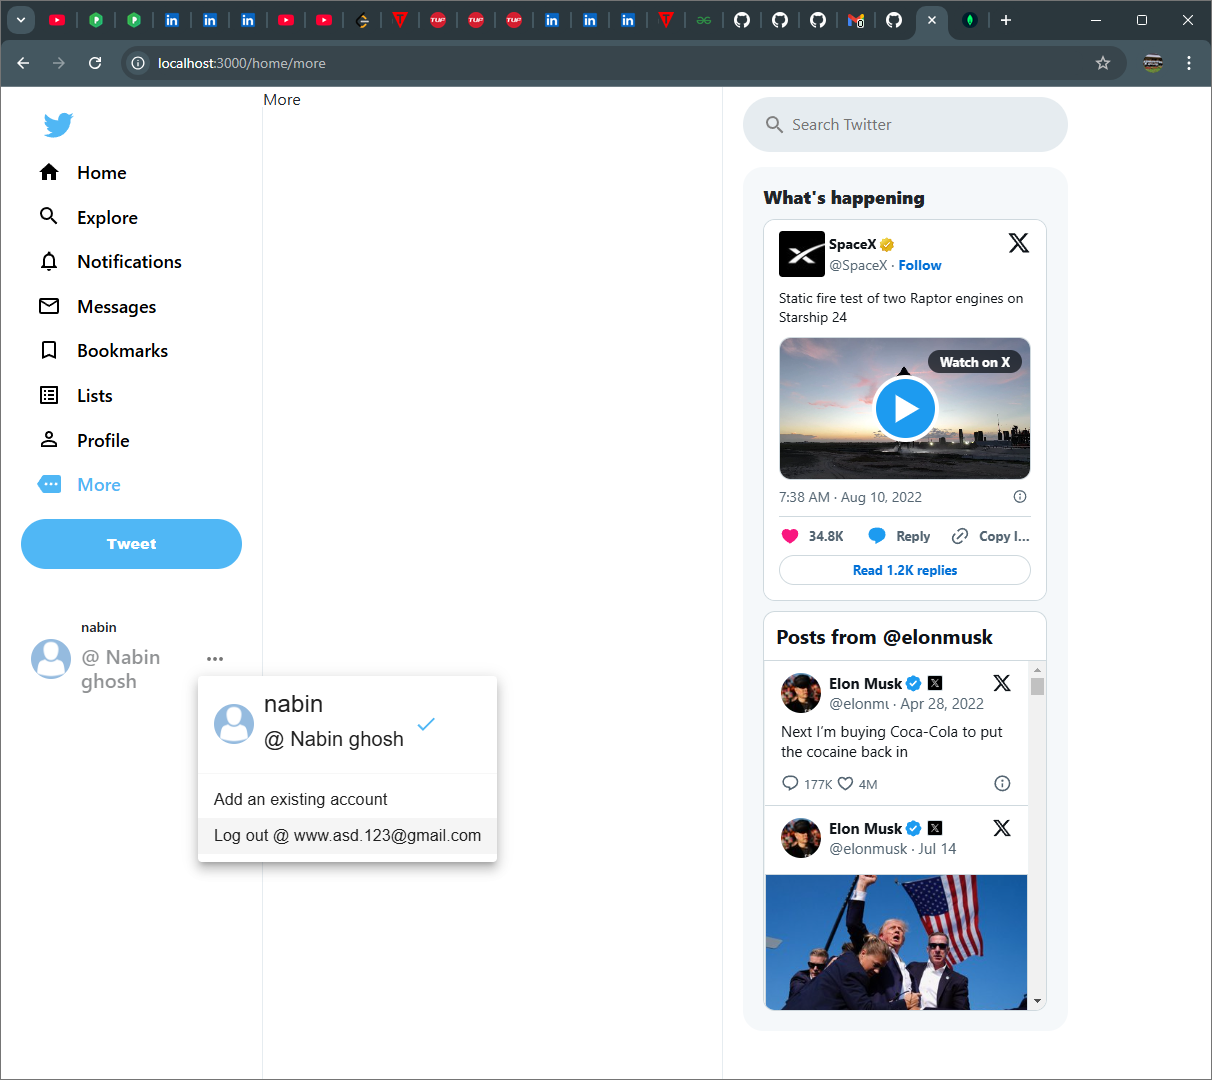 localhost:3000/home/more
Home
Explore
Notifications
Messages
Bookmarks
Lists
Profile
More
Tweet
nabin
@ Nabin
ghosh
nabin
@ Nabin ghosh
Add an existing account
Log out @ www.asd.123@gmail.com
More
Search Twitter
What's happening
SpaceX
@SpaceX · Follow
Static fire test of two Raptor engines on
Starship 24
Watch on X
7:38 AM · Aug 10, 2022
34.8K Reply Copy l...
Read 1.2K replies
Posts from @elonmusk
Elon Musk
@elonmu · Apr 28, 2022
Next I'm buying Coca-Cola to put
the cocaine back in
177K 4M
Elon Musk
@elonmusk · Jul 14